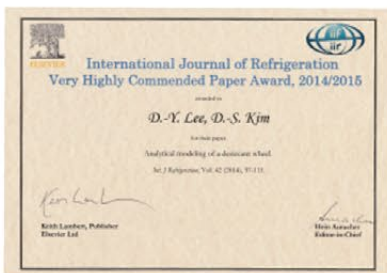 ELSEVIER
iir
International Journal of Refrigeration
Very Highly Commended Paper Award, 2014/2015
awarded to
D.-Y. Lee, D.-S. Kim
for their paper
Analytical modeling of a desiccant wheel
Int. J Refrigeration, Vol. 42 (2014), 97-111
Keith Lambert, Publisher
Elsevier Ltd
Hein Auracher
Editor-in-Chief